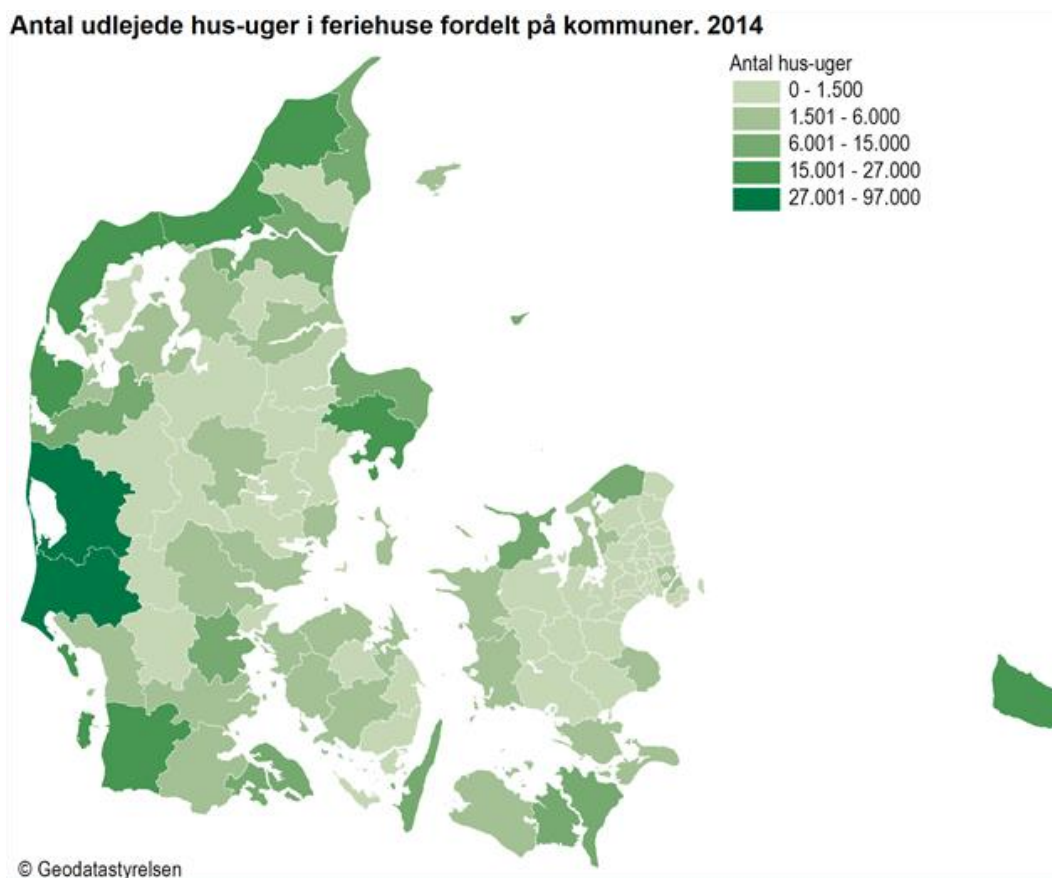 Antal udlejede hus-uger i feriehuse fordelt på kommuner. 2014
Antal hus-uger
0 - 1.500
1.501 - 6.000
6.001 - 15.000
15.001 - 27.000
27.001 - 97.000
© Geodatastyrelsen